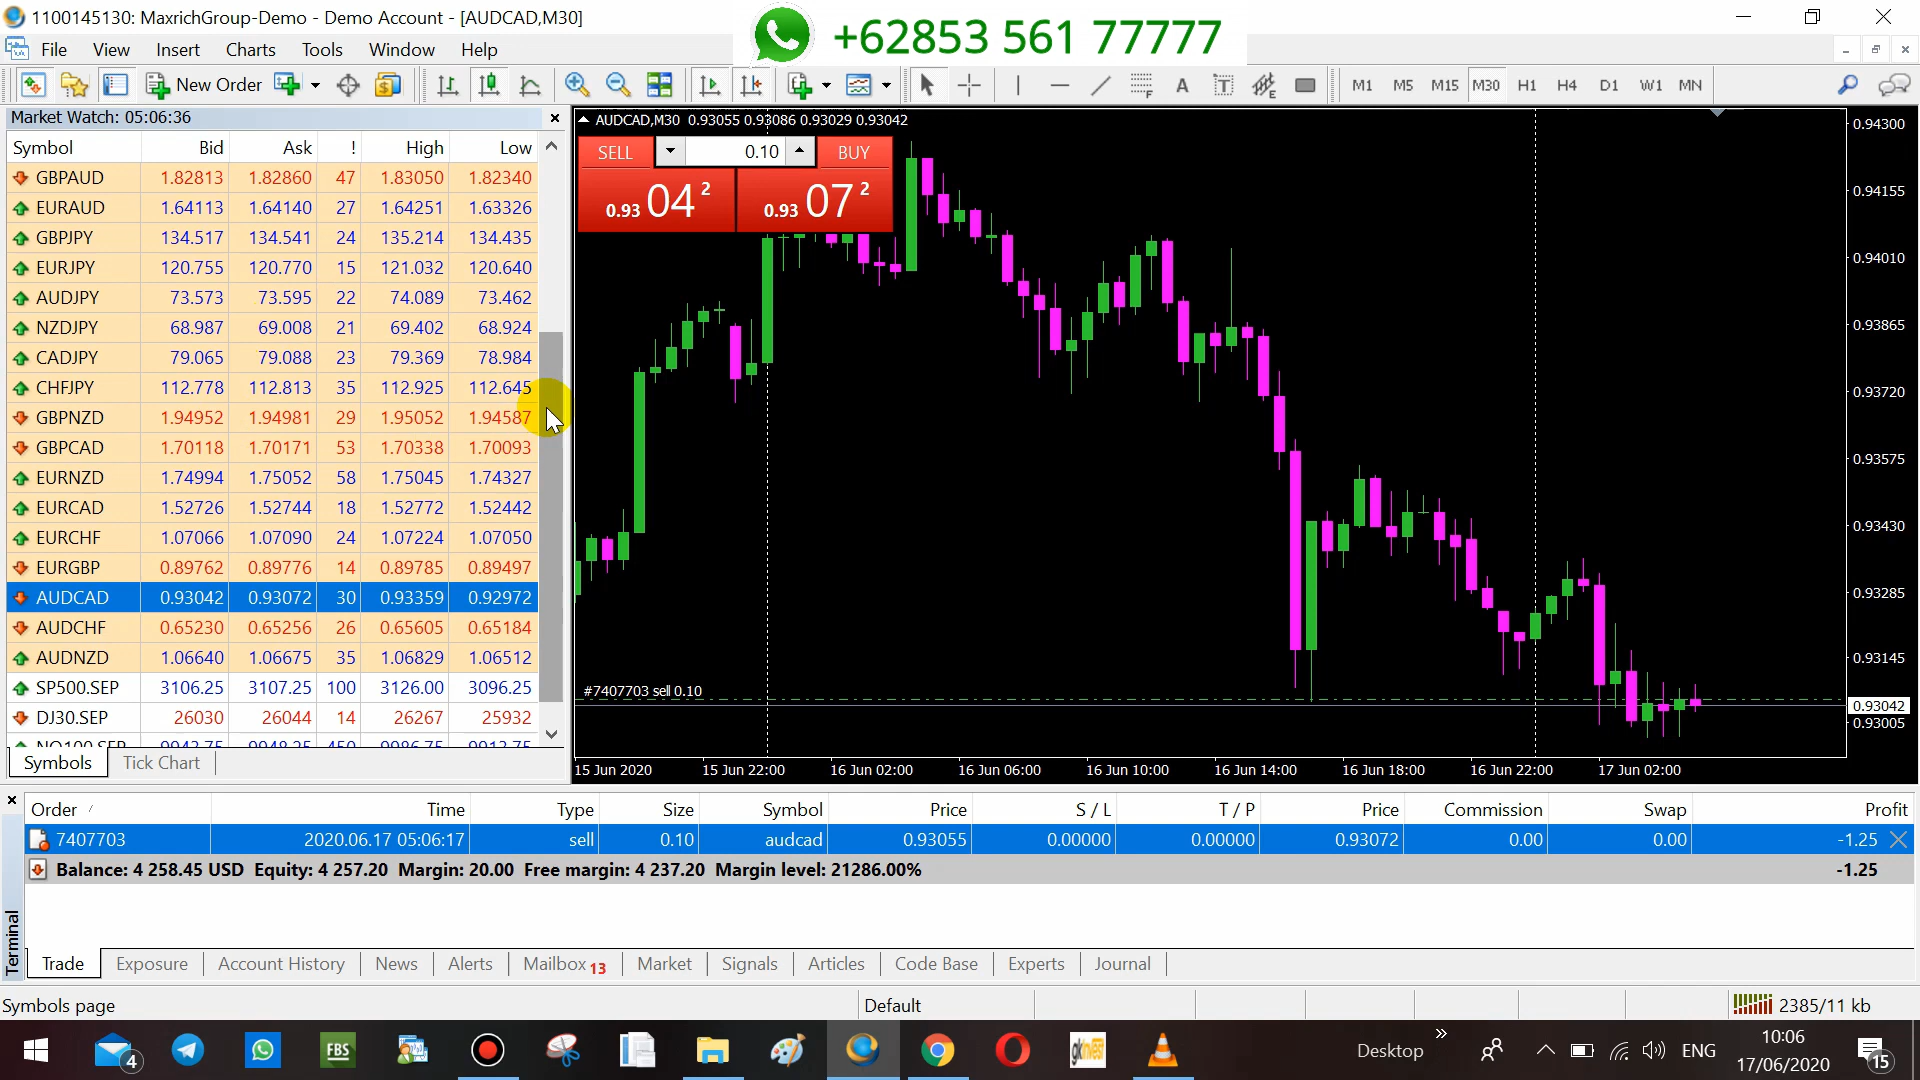 1100145130: MaxrichGroup-Demo - Demo Account - [AUDCAD,M30]
+62853 561 77777
File View Insert Charts Tools Window Help
New Order A T M1 M5 M15 M30 H1 H4 D1 W1 MN
Market Watch: 05:06:36
Symbol Bid Ask ! High Low
GBPAUD 1.82813 1.82860 47 1.83050 1.82340
EURAUD 1.64113 1.64140 27 1.64251 1.63326
GBPJPY 134.517 134.541 24 135.214 134.435
EURJPY 120.755 120.770 15 121.032 120.640
AUDJPY 73.573 73.595 22 74.089 73.462
NZDJPY 68.987 69.008 21 69.402 68.924
CADJPY 79.065 79.088 23 79.369 78.984
CHFJPY 112.778 112.813 35 112.925 112.645
GBPNZD 1.94952 1.94981 29 1.95052 1.94587
GBPCAD 1.70118 1.70171 53 1.70338 1.70093
EURNZD 1.74994 1.75052 58 1.75045 1.74327
EURCAD 1.52726 1.52744 18 1.52772 1.52442
EURCHF 1.07066 1.07090 24 1.07224 1.07050
EURGBP 0.89762 0.89776 14 0.89785 0.89497
AUDCAD 0.93042 0.93072 30 0.93359 0.92972
AUDCHF 0.65230 0.65256 26 0.65605 0.65184
AUDNZD 1.06640 1.06675 35 1.06829 1.06512
SP500.SEP 3106.25 3107.25 100 3126.00 3096.25
DJ30.SEP 26030 26044 14 26267 25932
Symbols Tick Chart
AUDCAD,M30 0.93055 0.93086 0.93029 0.93042
SELL 0.10 BUY
0.93 04 2 0.93 07 2
#7407703 sell 0.10
0.94300
0.94155
0.94010
0.93865
0.93720
0.93575
0.93430
0.93285
0.93145
0.93042
0.93005
15 Jun 2020 15 Jun 22:00 16 Jun 02:00 16 Jun 06:00 16 Jun 10:00 16 Jun 14:00 16 Jun 18:00 16 Jun 22:00 17 Jun 02:00
Order / Time Type Size Symbol Price S / L T / P Price Commission Swap Profit
7407703 2020.06.17 05:06:17 sell 0.10 audcad 0.93055 0.00000 0.00000 0.93072 0.00 0.00 -1.25
Balance: 4 258.45 USD Equity: 4 257.20 Margin: 20.00 Free margin: 4 237.20 Margin level: 21286.00% -1.25
Terminal
Trade Exposure Account History News Alerts Mailbox 13 Market Signals Articles Code Base Experts Journal
Symbols page Default 2385/11 kb
4 FBS gkinvest Desktop ENG 10:06
17/06/2020 15